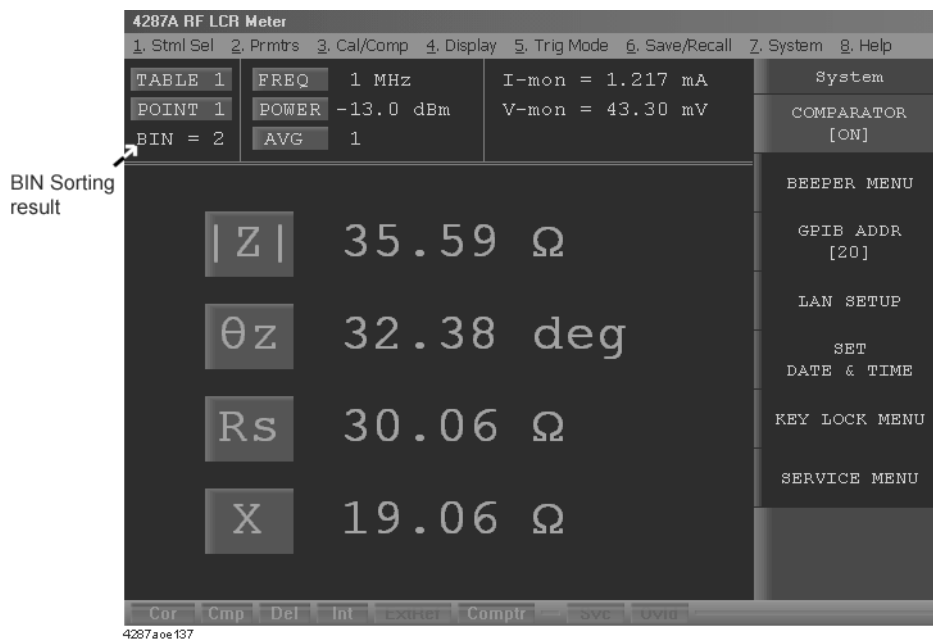 4287A RF LCR Meter
1. Stml Sel 2. Prmtrs 3. Cal/Comp 4. Display 5. Trig Mode 6. Save/Recall 7. System 8. Help
TABLE 1 FREQ 1 MHz I-mon = 1.217 mA
POINT 1 POWER -13.0 dBm V-mon = 43.30 mV
BIN = 2 AVG 1
BIN Sorting
result
|Z| 35.59 Ω
θz 32.38 deg
Rs 30.06 Ω
X 19.06 Ω
System
COMPARATOR
[ON]
BEEPER MENU
GPIB ADDR
[20]
LAN SETUP
SET
DATE & TIME
KEY LOCK MENU
SERVICE MENU
Cor Cmp Del Int ExtRef Comptr Svc Ovld
4287aoe137